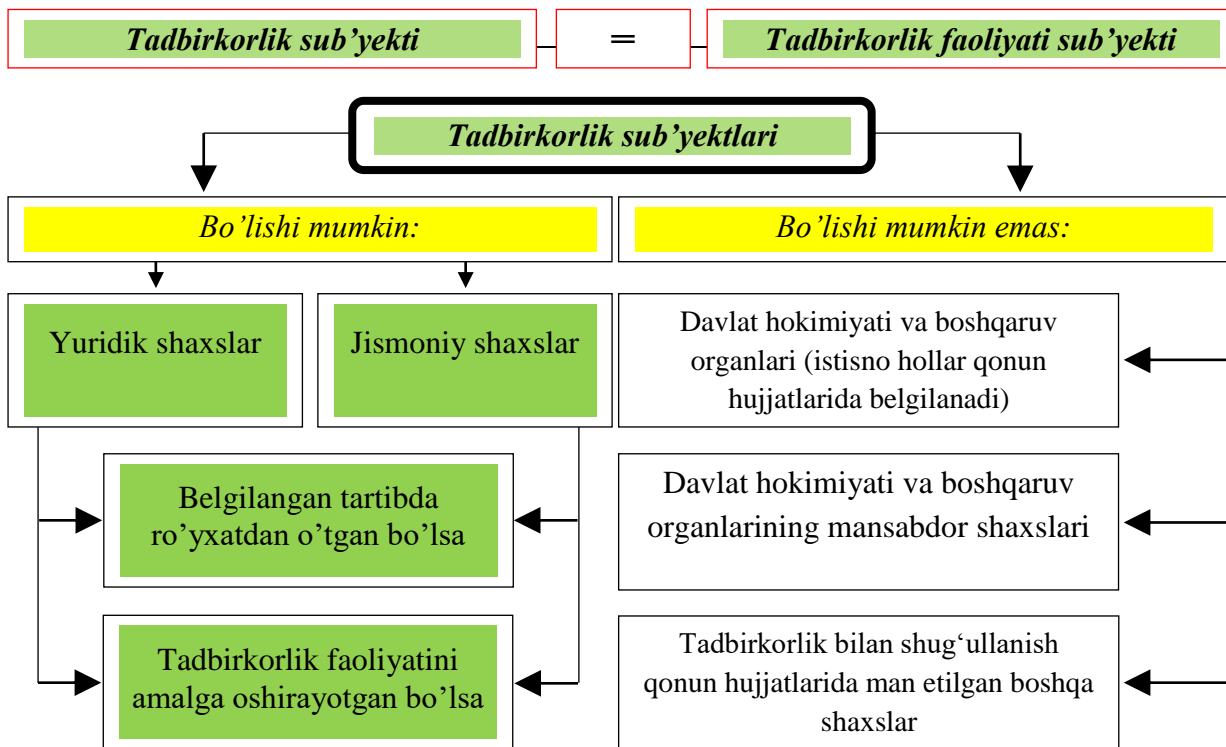 Tadbirkorlik sub’yekti = Tadbirkorlik faoliyati sub’yekti
Tadbirkorlik sub’yektlari
Bo’lishi mumkin:
Bo’lishi mumkin emas:
Yuridik shaxslar
Jismoniy shaxslar
Davlat hokimiyati va boshqaruv
organlari (istisno hollar qonun
hujjatlarida belgilanadi)
Belgilangan tartibda
ro’yxatdan o’tgan bo’lsa
Davlat hokimiyati va boshqaruv
organlarining mansabdor shaxslari
Tadbirkorlik faoliyatini
amalga oshirayotgan bo’lsa
Tadbirkorlik bilan shug‘ullanish
qonun hujjatlarida man etilgan boshqa
shaxslar